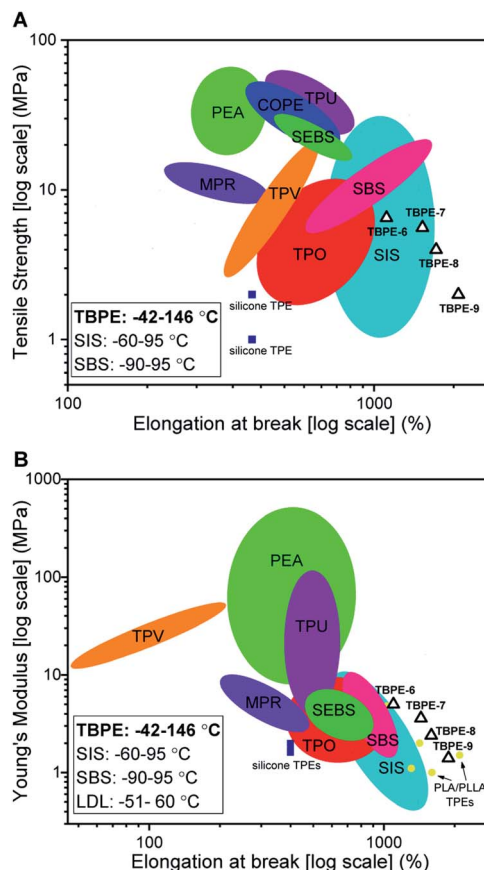 A
Tensile Strength [log scale] (MPa)
100
10
1
PEA
COPE
TPU
SEBS
MPR
TPV
SBS
TPO
SIS
TBPE-6
TBPE-7
TBPE-8
TBPE-9
silicone TPE
silicone TPE
TBPE: -42-146 °C
SIS: -60-95 °C
SBS: -90-95 °C
100
1000
Elongation at break [log scale] (%)
B
Young's Modulus [log scale] (MPa)
1000
100
10
1
PEA
TPU
TPV
MPR
SEBS
TPO
SBS
SIS
TBPE-6
TBPE-7
TBPE-8
TBPE-9
silicone TPEs
PLA/PLLA
TPEs
TBPE: -42-146 °C
SIS: -60-95 °C
SBS: -90-95 °C
LDL: -51- 60 °C
100
1000
Elongation at break [log scale] (%)